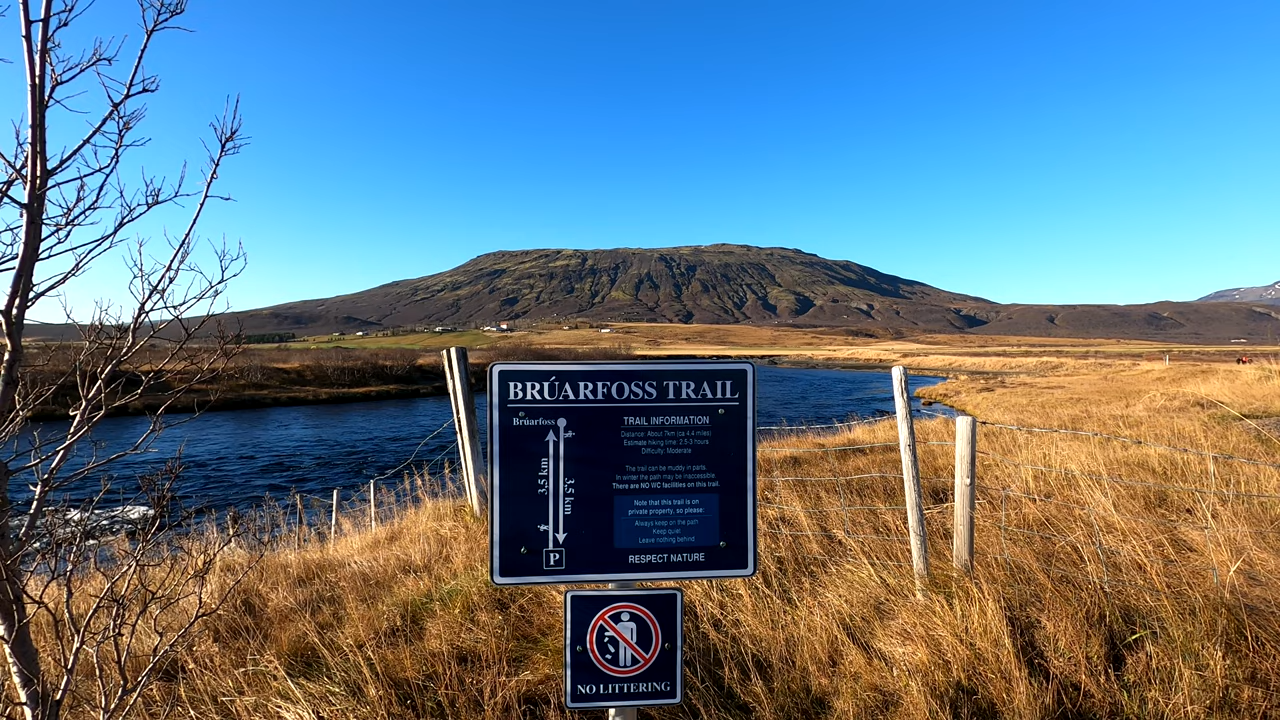 BRÚARFOSS TRAIL
Brúarfoss
3,5 km
3,5 km
P
TRAIL INFORMATION
Distance: About 7km (ca 4.4 miles)
Estimate hiking time: 2:5-3 hours
Difficulty: Moderate
The trail can be muddy in parts.
In winter the path may be inaccessible.
There are NO WC facilities on this trail.
Note that this trail is on
private property, so please:
Always keep on the path
Keep quiet
Leave nothing behind
RESPECT NATURE
NO LITTERING